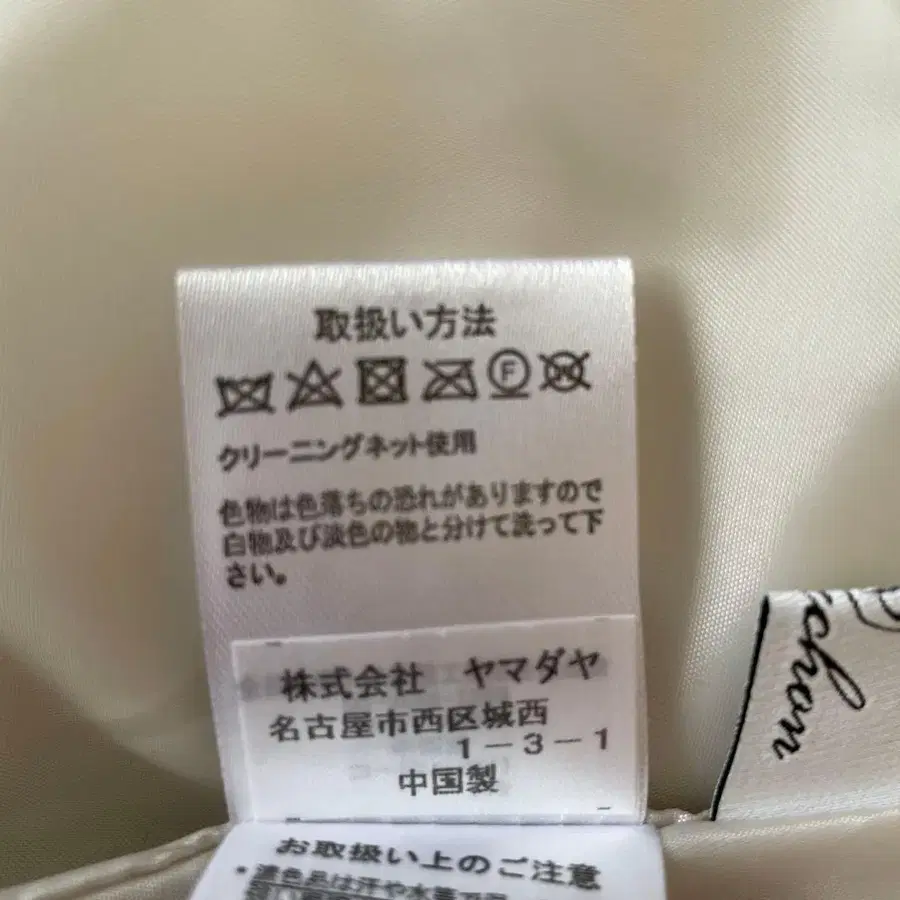 取扱い方法
F
クリーニングネット使用
色物は色落ちの恐れがありますので
白物及び淡色の物と分けて洗って下
さい。
株式会社 ヤマダヤ
名古屋市西区城西
1-3-1
中国製
お取扱い上のご注意
chon